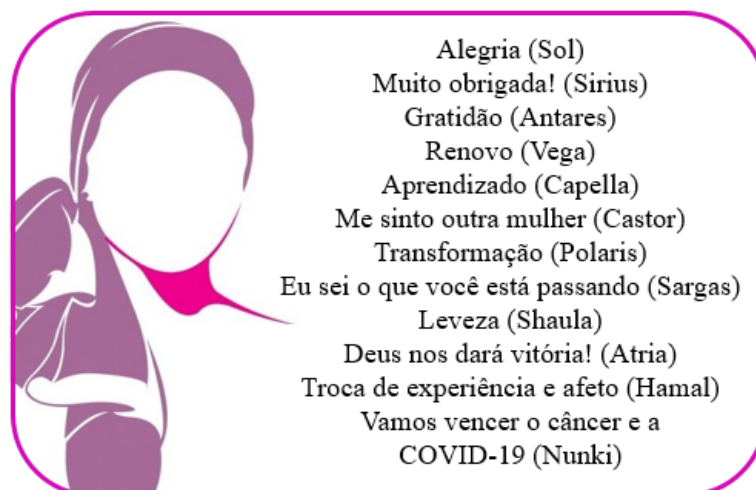 Alegria (Sol)
Muito obrigada! (Sirius)
Gratidão (Antares)
Renovo (Vega)
Aprendizado (Capella)
Me sinto outra mulher (Castor)
Transformação (Polaris)
Eu sei o que você está passando (Sargas)
Leveza (Shaula)
Deus nos dará vitória! (Atria)
Troca de experiência e afeto (Hamal)
Vamos vencer o câncer e a
COVID-19 (Nunki)